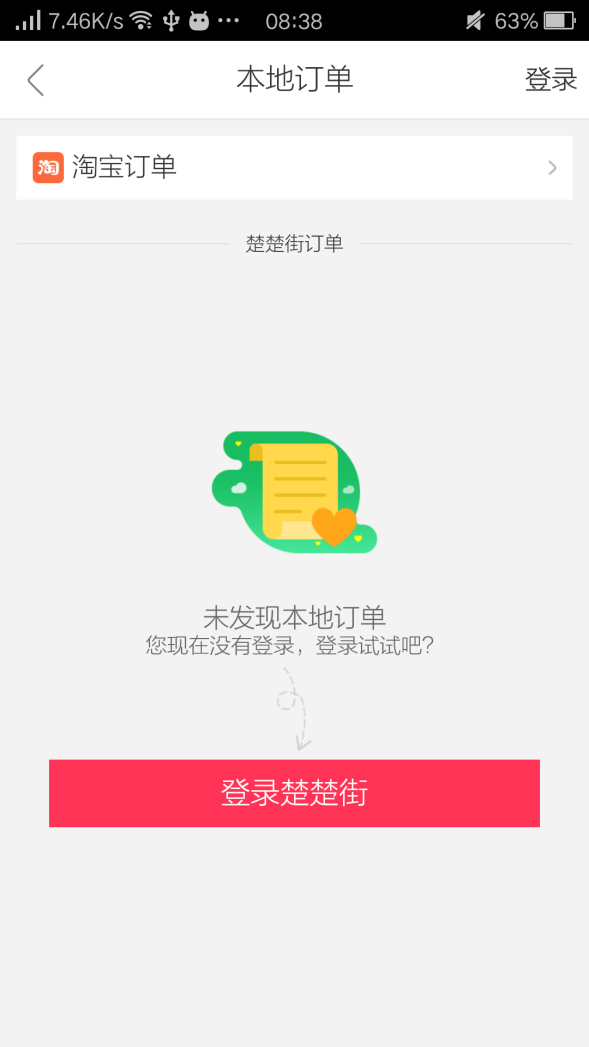 7.46K/s 08:38 63%
本地订单 登录
淘宝订单
楚楚街订单
未发现本地订单
您现在没有登录，登录试试吧？
登录楚楚街